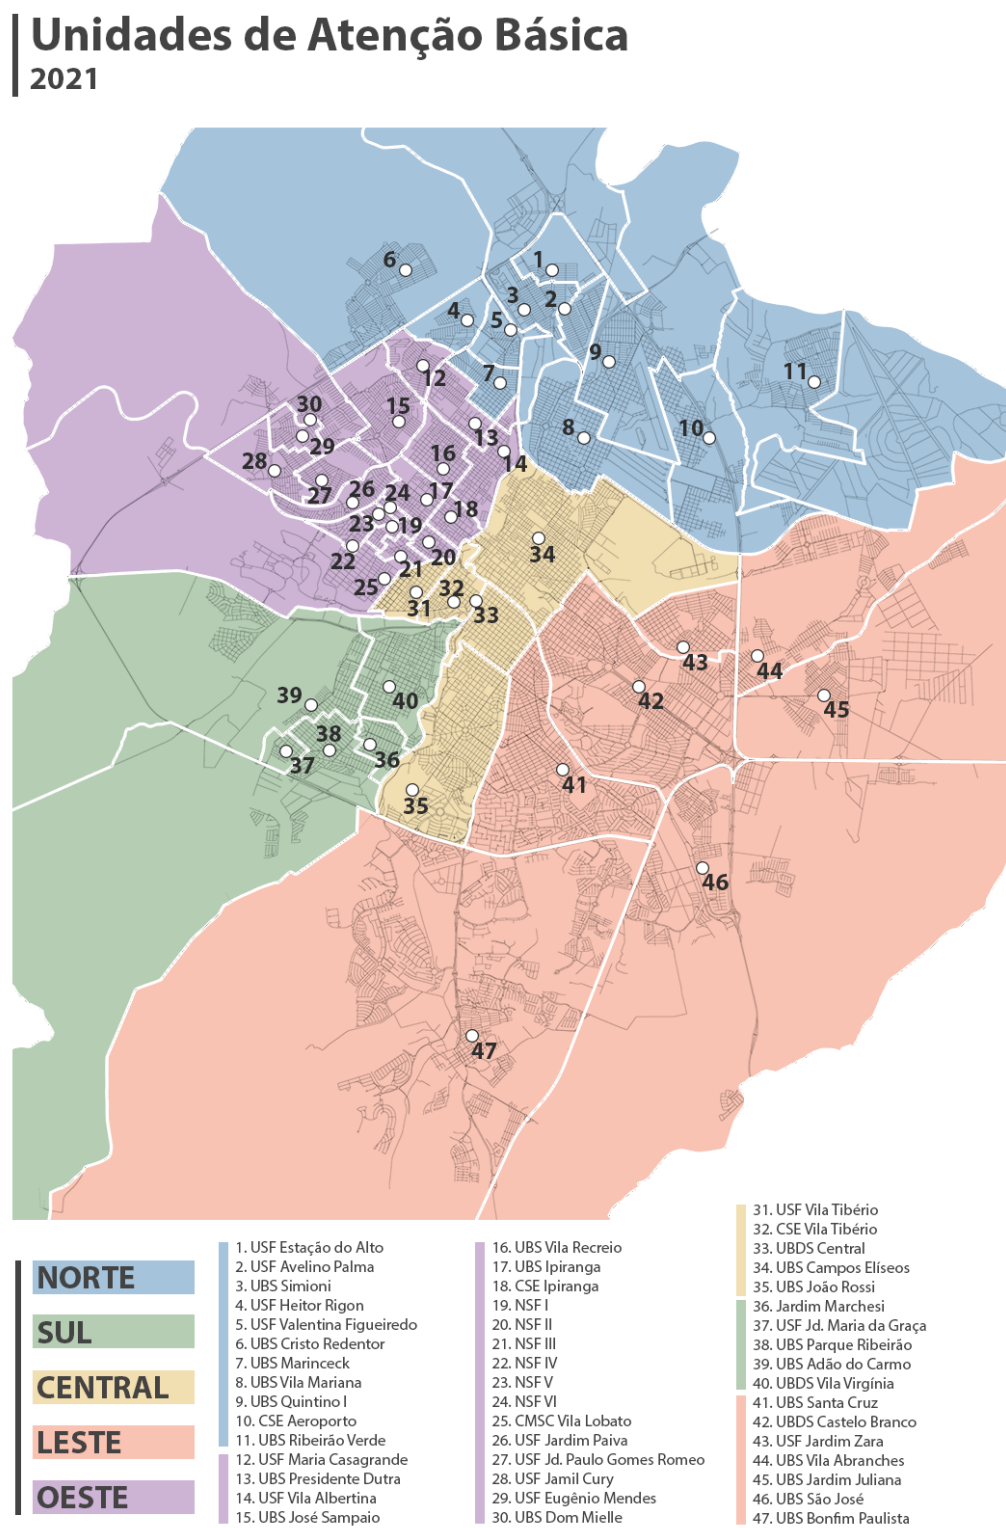 Unidades de Atenção Básica
2021
6
1
3
2
4
5
9
7
11
12
30
15
8
10
29
13
28
16
14
27
26
24
17
23
19
18
22
21
20
34
25
32
31
33
43
44
39
40
42
45
38
37
36
41
35
46
47
NORTE
SUL
CENTRAL
LESTE
OESTE
1. USF Estação do Alto
2. USF Avelino Palma
3. UBS Simioni
4. USF Heitor Rigon
5. USF Valentina Figueiredo
6. UBS Cristo Redentor
7. UBS Marinceck
8. UBS Vila Mariana
9. UBS Quintino I
10. CSE Aeroporto
11. UBS Ribeirão Verde
12. USF Maria Casagrande
13. UBS Presidente Dutra
14. USF Vila Albertina
15. UBS José Sampaio
16. UBS Vila Recreio
17. UBS Ipiranga
18. CSE Ipiranga
19. NSF I
20. NSF II
21. NSF III
22. NSF IV
23. NSF V
24. NSF VI
25. CMSC Vila Lobato
26. USF Jardim Paiva
27. USF Jd. Paulo Gomes Romeo
28. USF Jamil Cury
29. USF Eugênio Mendes
30. UBS Dom Mielle
31. USF Vila Tibério
32. CSE Vila Tibério
33. UBDS Central
34. UBS Campos Elíseos
35. UBS João Rossi
36. Jardim Marchesi
37. USF Jd. Maria da Graça
38. UBS Parque Ribeirão
39. UBS Adão do Carmo
40. UBDS Vila Virgínia
41. UBS Santa Cruz
42. UBDS Castelo Branco
43. USF Jardim Zara
44. UBS Vila Abranches
45. UBS Jardim Juliana
46. UBS São José
47. UBS Bonfim Paulista